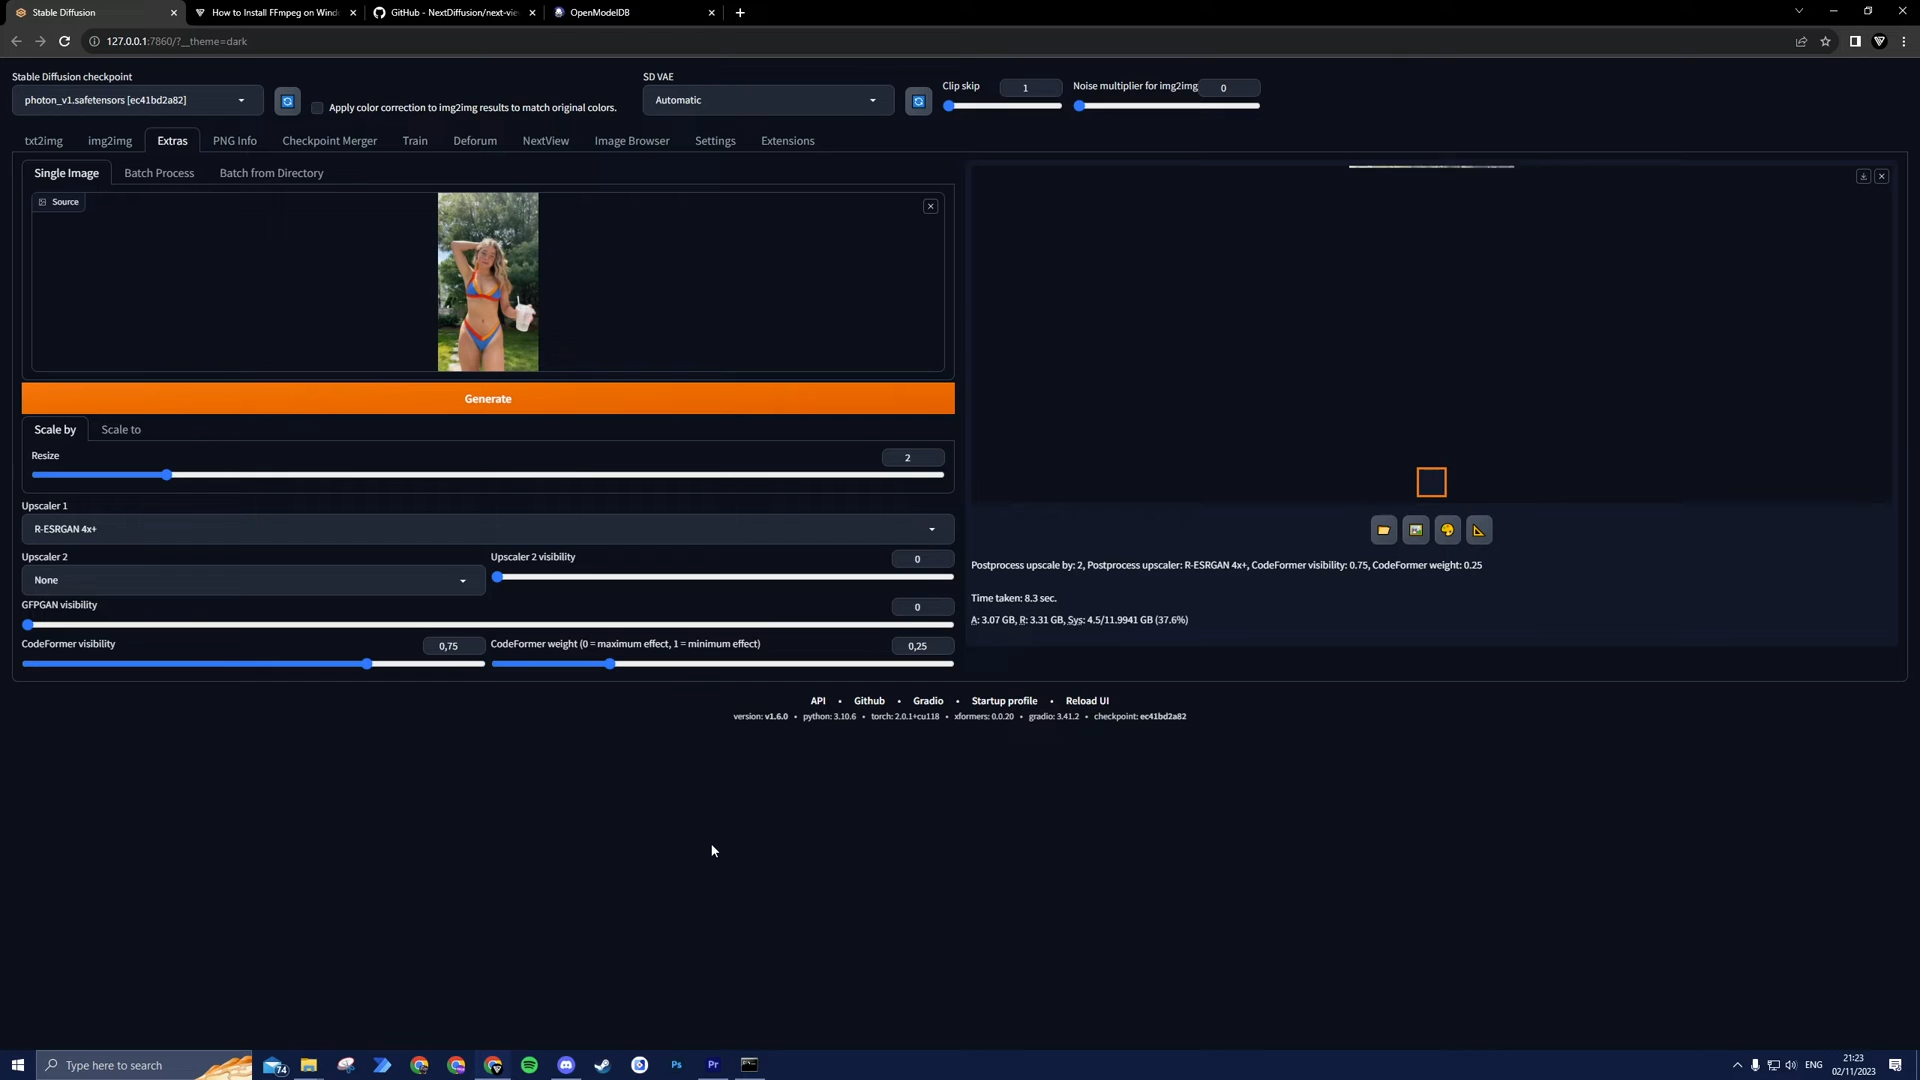 Stable Diffusion
How to Install FFmpeg on Wind
GitHub - NextDiffusion/next-vie
OpenModelDB
127.0.0.1:7860/?__theme=dark
Stable Diffusion checkpoint
photon_v1.safetensors [ec41bd2a82]
Apply color correction to img2img results to match original colors.
SD VAE
Automatic
Clip skip
1
Noise multiplier for img2img
0
txt2img
img2img
Extras
PNG Info
Checkpoint Merger
Train
Deforum
NextView
Image Browser
Settings
Extensions
Single Image
Batch Process
Batch from Directory
Source
Generate
Scale by
Scale to
Resize
2
Upscaler 1
R-ESRGAN 4x+
Upscaler 2
None
Upscaler 2 visibility
0
GFPGAN visibility
0
CodeFormer visibility
0,75
CodeFormer weight (0 = maximum effect, 1 = minimum effect)
0,25
Postprocess upscale by: 2, Postprocess upscaler: R-ESRGAN 4x+, CodeFormer visibility: 0.75, CodeFormer weight: 0.25
Time taken: 8.3 sec.
A: 3.07 GB, R: 3.31 GB, Sys: 4.5/11.9941 GB (37.6%)
API • Github • Gradio • Startup profile • Reload UI
version: v1.6.0 • python: 3.10.6 • torch: 2.0.1+cu118 • xformers: 0.0.20 • gradio: 3.41.2 • checkpoint: ec41bd2a82
Type here to search
74
Ps
Pr
ENG
21:23
02/11/2023